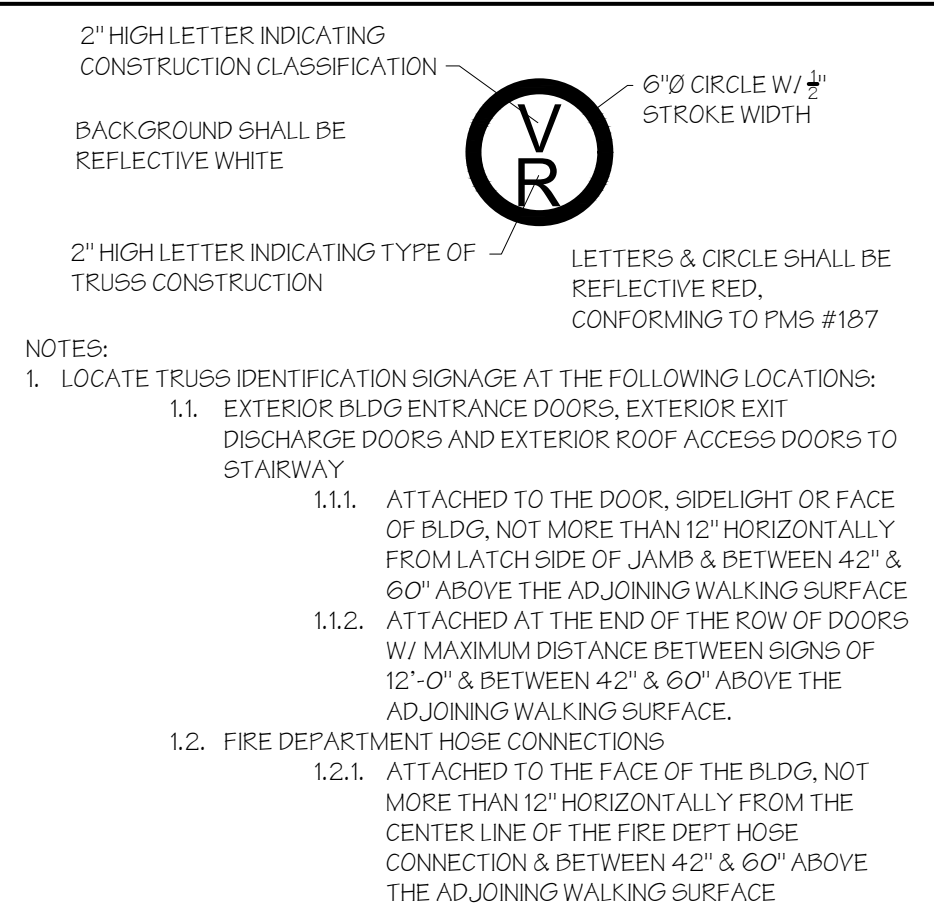 2" HIGH LETTER INDICATING
CONSTRUCTION CLASSIFICATION
6"Ø CIRCLE W/ ½"
STROKE WIDTH
BACKGROUND SHALL BE
REFLECTIVE WHITE
V
R
2" HIGH LETTER INDICATING TYPE OF
TRUSS CONSTRUCTION
LETTERS & CIRCLE SHALL BE
REFLECTIVE RED,
CONFORMING TO PMS #187
NOTES:
1. LOCATE TRUSS IDENTIFICATION SIGNAGE AT THE FOLLOWING LOCATIONS:
1.1. EXTERIOR BLDG ENTRANCE DOORS, EXTERIOR EXIT
DISCHARGE DOORS AND EXTERIOR ROOF ACCESS DOORS TO
STAIRWAY
1.1.1. ATTACHED TO THE DOOR, SIDELIGHT OR FACE
OF BLDG, NOT MORE THAN 12" HORIZONTALLY
FROM LATCH SIDE OF JAMB & BETWEEN 42" &
60" ABOVE THE ADJOINING WALKING SURFACE
1.1.2. ATTACHED AT THE END OF THE ROW OF DOORS
W/ MAXIMUM DISTANCE BETWEEN SIGNS OF
12'-0" & BETWEEN 42" & 60" ABOVE THE
ADJOINING WALKING SURFACE.
1.2. FIRE DEPARTMENT HOSE CONNECTIONS
1.2.1. ATTACHED TO THE FACE OF THE BLDG, NOT
MORE THAN 12" HORIZONTALLY FROM THE
CENTER LINE OF THE FIRE DEPT HOSE
CONNECTION & BETWEEN 42" & 60" ABOVE
THE ADJOINING WALKING SURFACE